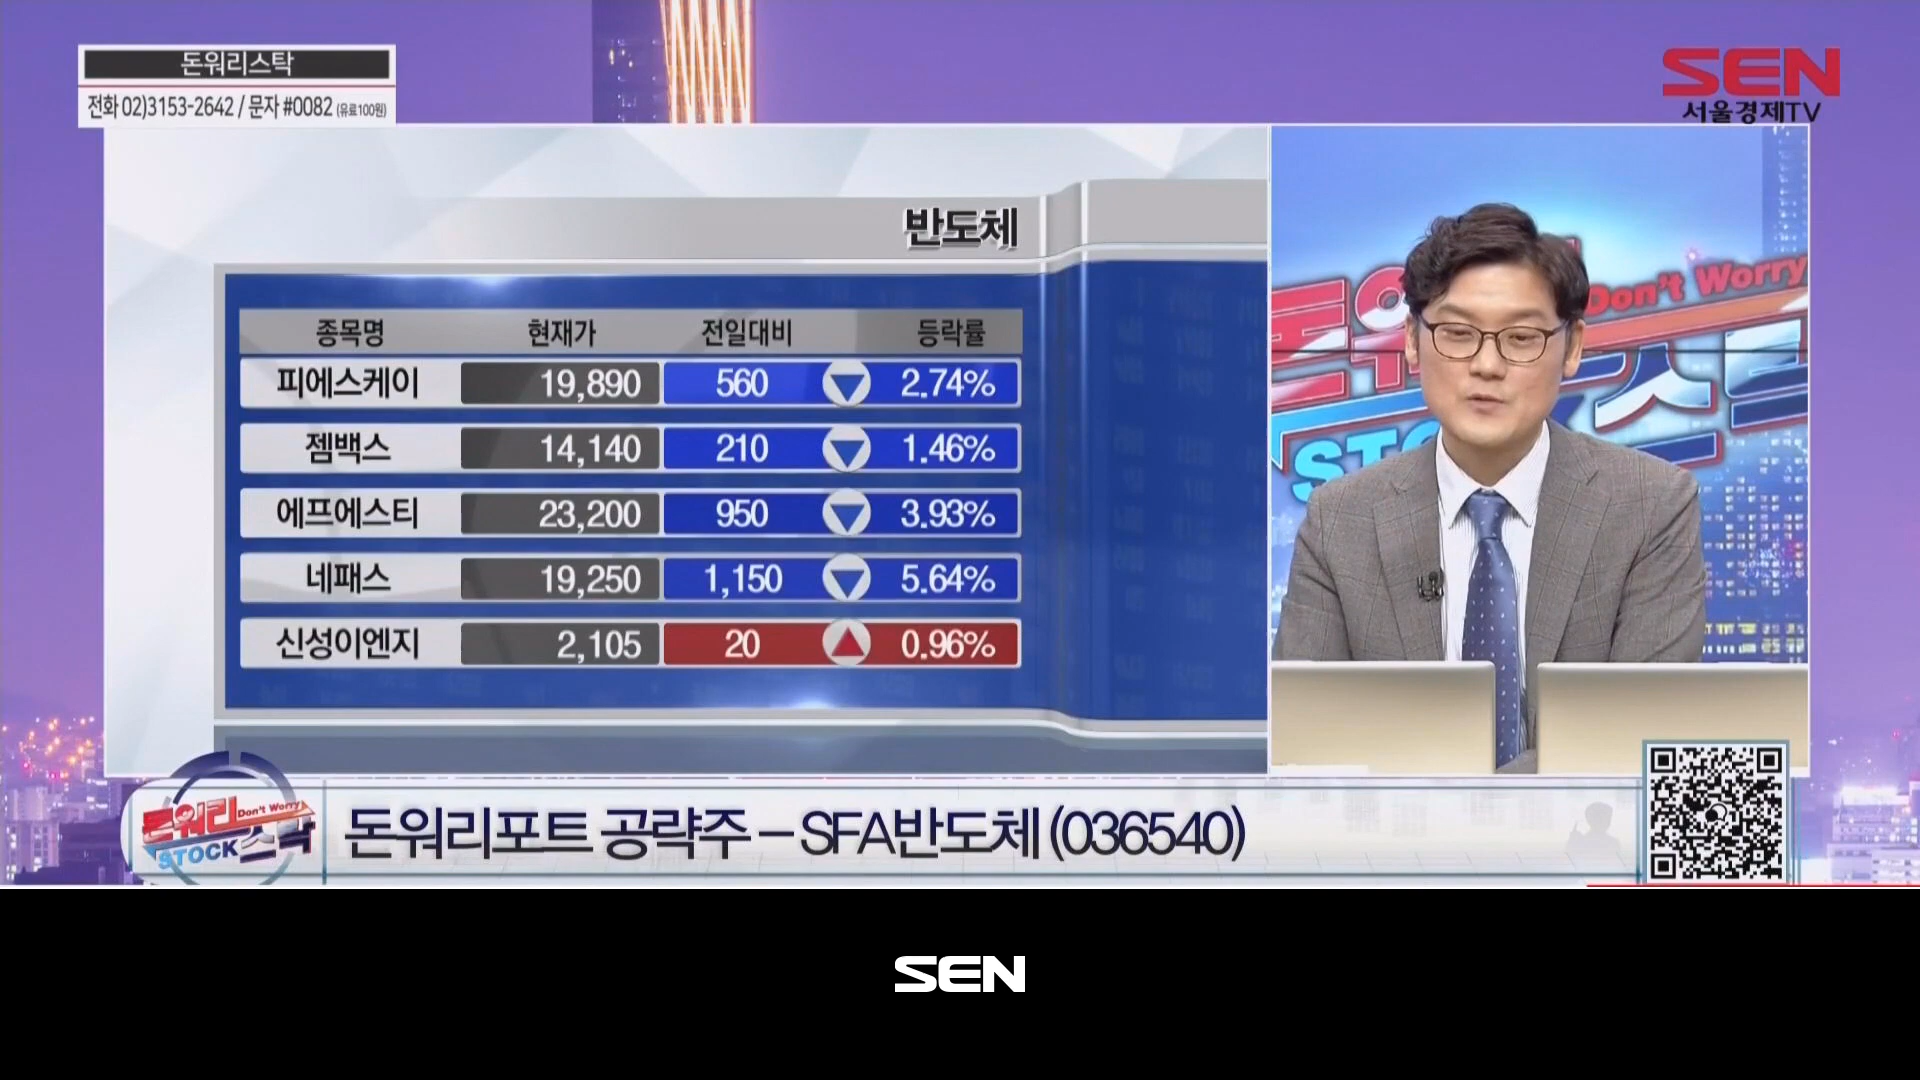 돈워리스탁
전화 02)3153-2642 / 문자 #0082 (유료100원)
SEN
서울경제TV
반도체
종목명 현재가 전일대비 등락률
피에스케이 19,890 560 ▼ 2.74%
젬백스 14,140 210 ▼ 1.46%
에프에스티 23,200 950 ▼ 3.93%
네패스 19,250 1,150 ▼ 5.64%
신성이엔지 2,105 20 ▲ 0.96%
Don't Worry
STO
돈워리 Don't Worry
STOCK 스탁
돈워리포트 공략주 – SFA반도체 (036540)
SEN